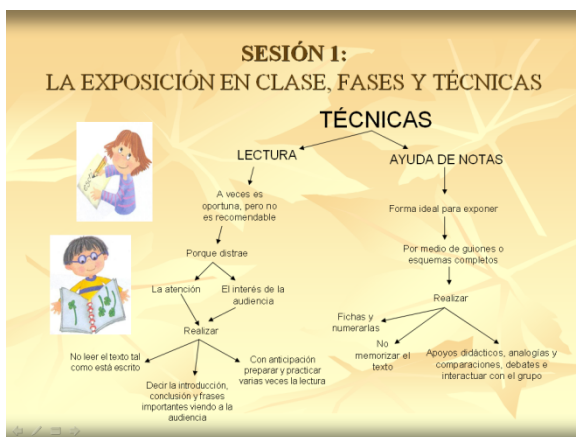 SESIÓN 1:
LA EXPOSICIÓN EN CLASE, FASES Y TÉCNICAS
TÉCNICAS
LECTURA
AYUDA DE NOTAS
A veces es
oportuna, pero no
es recomendable
Forma ideal para exponer
Porque distrae
Por medio de guiones o
esquemas completos
La atención
El interés de la
audiencia
Realizar
Realizar
Fichas y
numerarlas
No
memorizar el
texto
Apoyos didácticos, analogías y
comparaciones, debates e
interactuar con el grupo
No leer el texto tal
como está escrito
Decir la introducción,
conclusión y frases
importantes viendo a la
audiencia
Con anticipación
preparar y practicar
varias veces la lectura